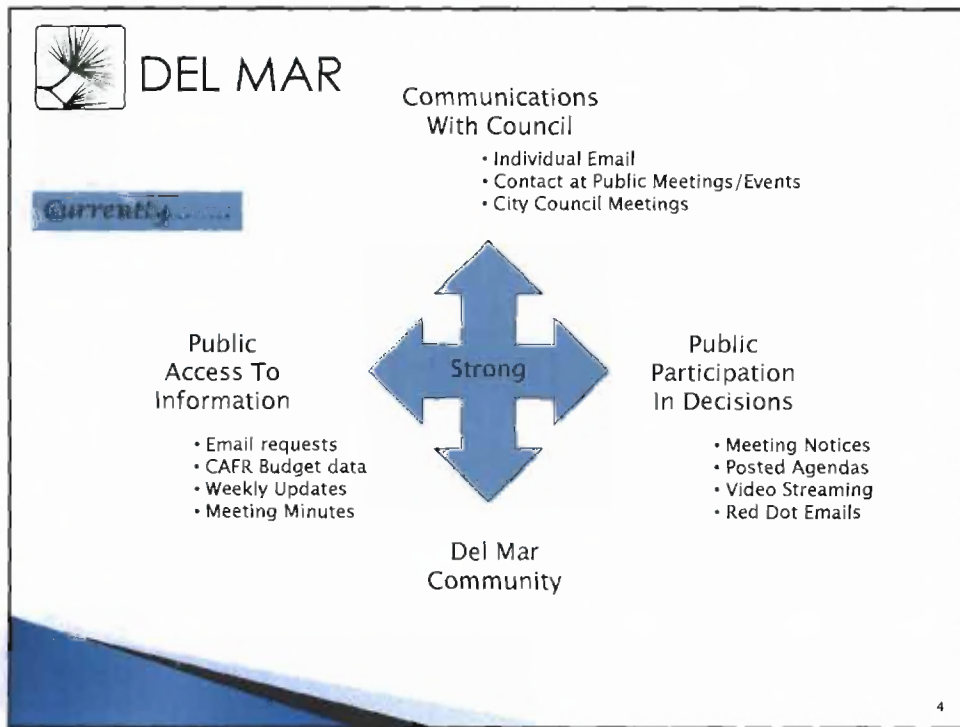 DEL MAR
Communications
With Council
• Individual Email
• Contact at Public Meetings/Events
• City Council Meetings
Currently ......
Public
Access To
Information
• Email requests
• CAFR Budget data
• Weekly Updates
• Meeting Minutes
Strong
Public
Participation
In Decisions
• Meeting Notices
• Posted Agendas
• Video Streaming
• Red Dot Emails
Del Mar
Community
4